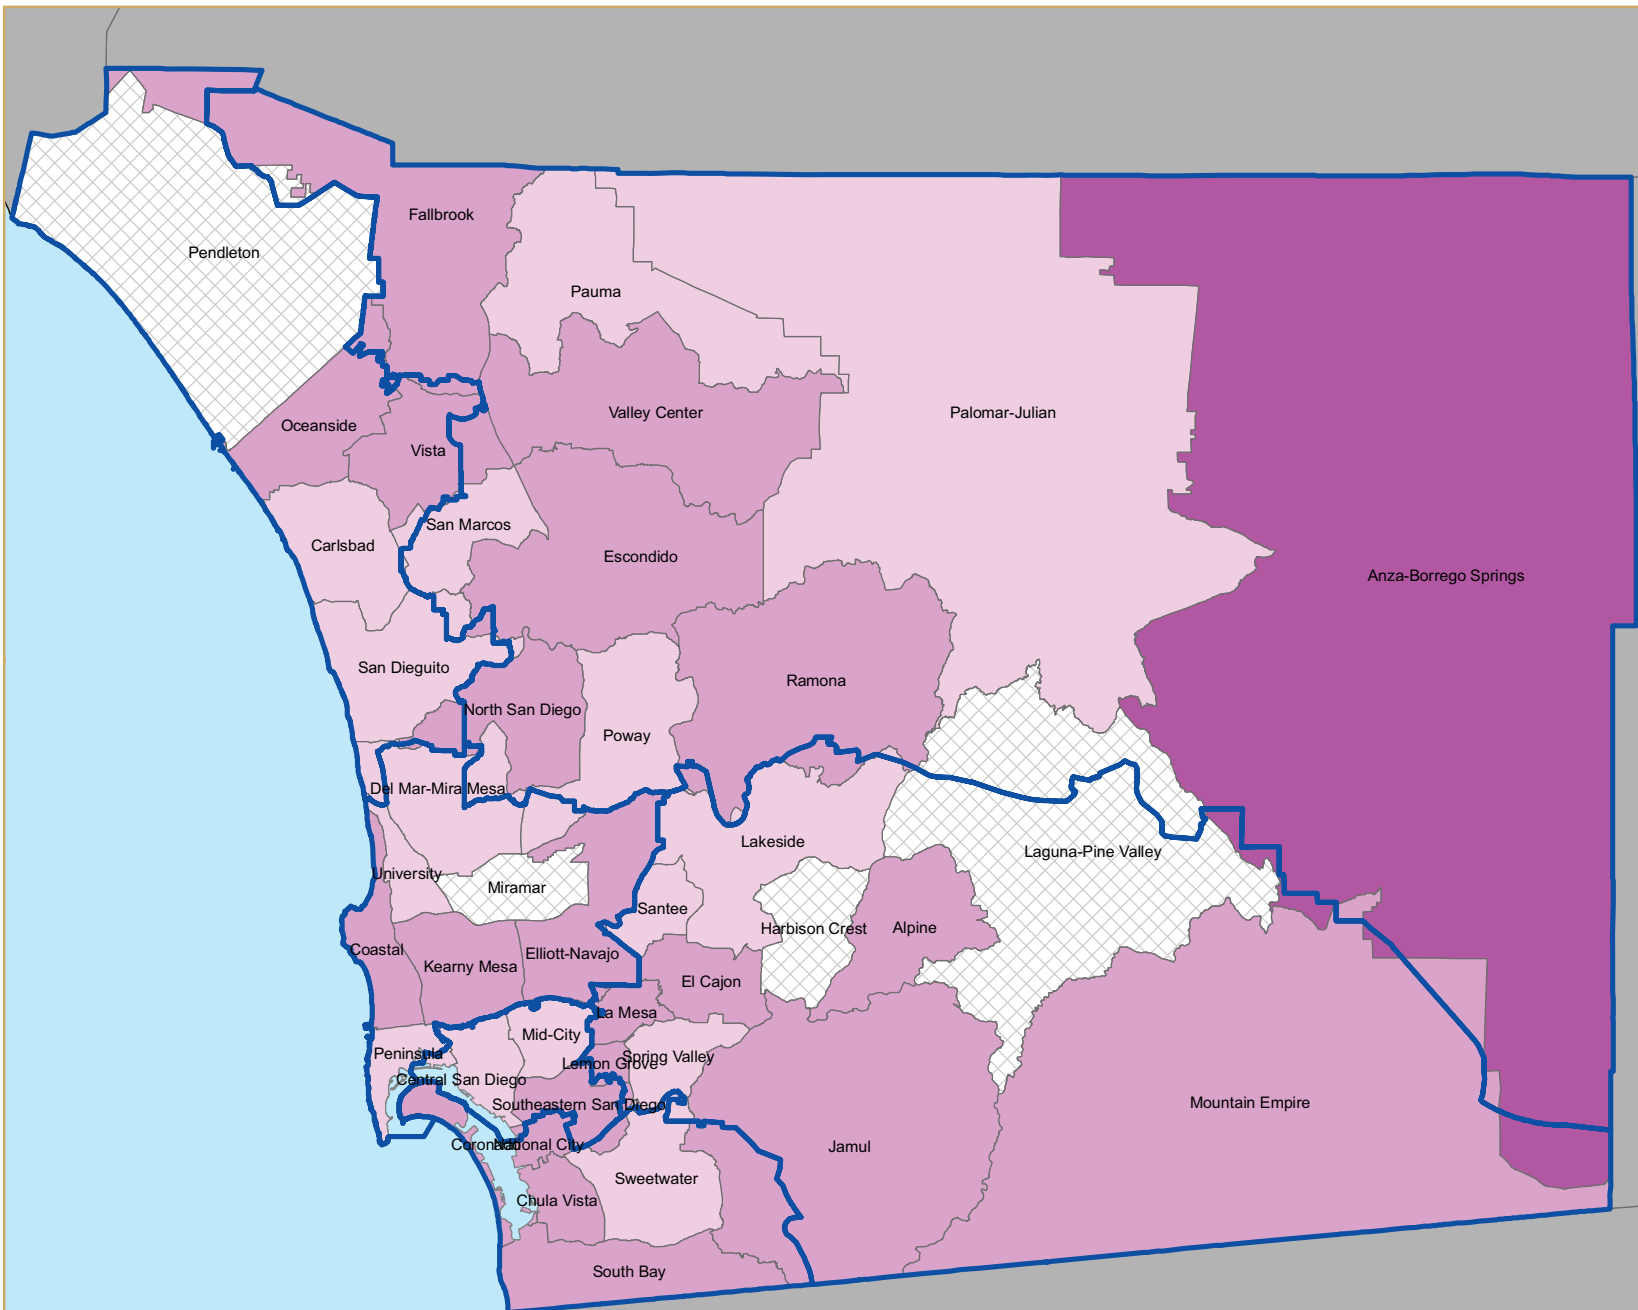 Fallbrook
Pendleton
Pauma
Valley Center
Palomar-Julian
Oceanside
Vista
San Marcos
Carlsbad
Escondido
Anza-Borrego Springs
San Dieguito
Ramona
North San Diego
Poway
Del Mar-Mira Mesa
Lakeside
Laguna-Pine Valley
University
Miramar
Santee
Harbison Crest
Alpine
Coastal
Elliott-Navajo
Kearny Mesa
El Cajon
La Mesa
Mid-City
Peninsula
Spring Valley
Lemon Grove
Central San Diego
Southeastern San Diego
Mountain Empire
Coronado
National City
Jamul
Sweetwater
Chula Vista
South Bay